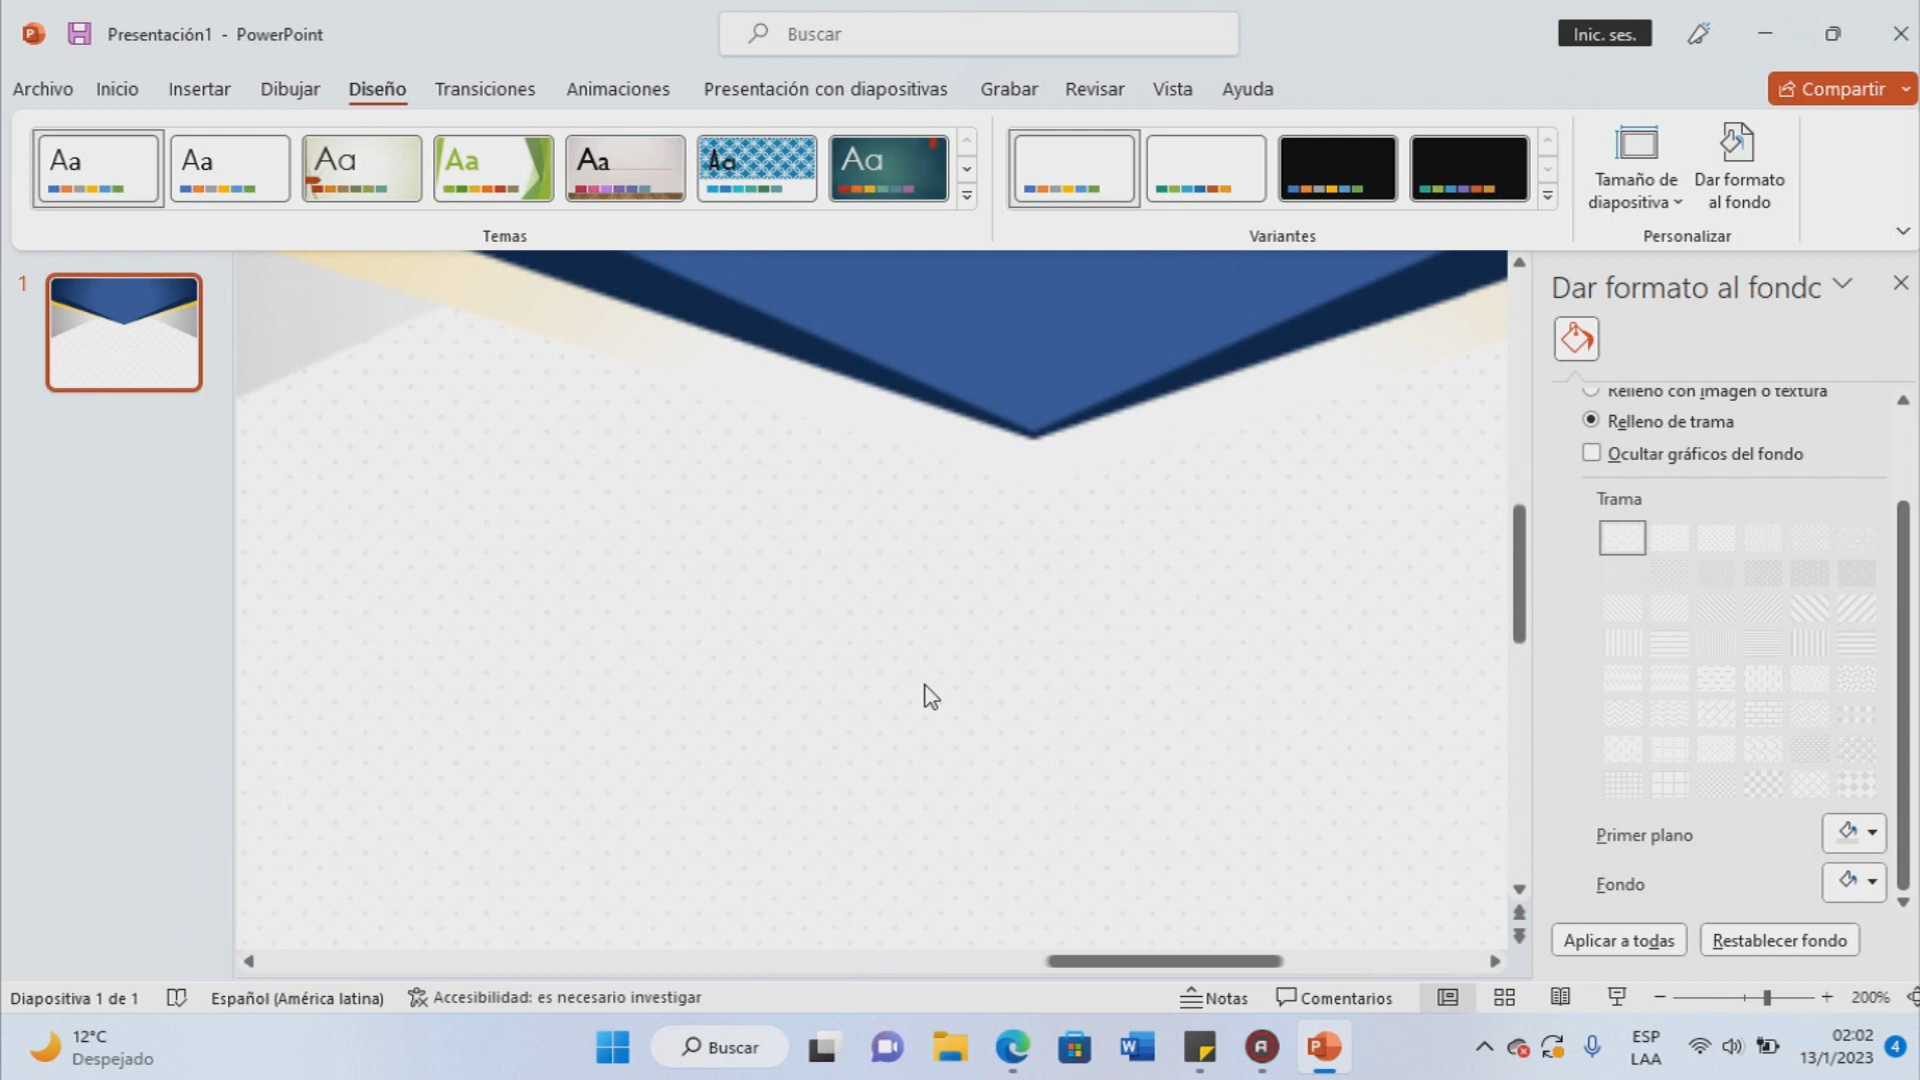 Presentación1 - PowerPoint
Buscar
Inic. ses.
Archivo Inicio Insertar Dibujar Diseño Transiciones Animaciones Presentación con diapositivas Grabar Revisar Vista Ayuda
Compartir
Aa Aa Aa Aa Aa Aa Aa
Tamaño de diapositiva
Dar formato al fondo
Temas
Variantes
Personalizar
1
Dar formato al fondo
Relleno con imagen o textura
Relleno de trama
Ocultar gráficos del fondo
Trama
Primer plano
Fondo
Aplicar a todas
Restablecer fondo
Diapositiva 1 de 1
Español (América latina)
Accesibilidad: es necesario investigar
Notas
Comentarios
200%
12°C
Despejado
Buscar
ESP
LAA
02:02
13/1/2023
4